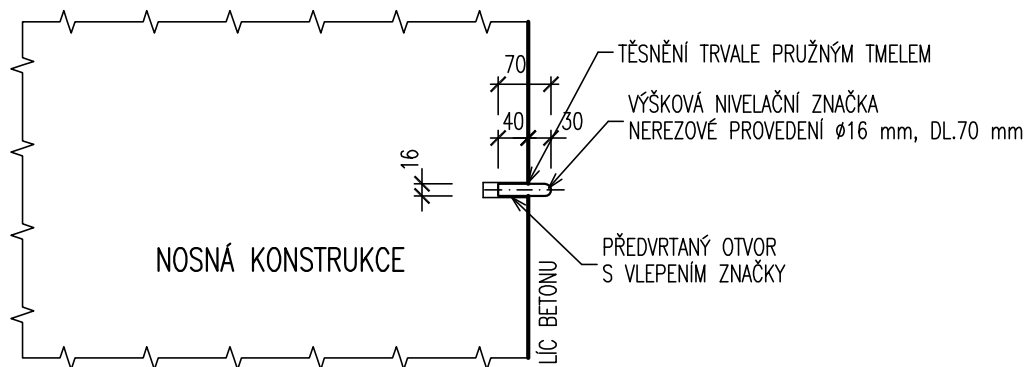 TĚSNĚNÍ TRVALE PRUŽNÝM TMELEM
70
VÝŠKOVÁ NIVELAČNÍ ZNAČKA
NEREZOVÉ PROVEDENÍ Ø16 mm, DL.70 mm
40
30
16
PŘEDVRTANÝ OTVOR
S VLEPENÍM ZNAČKY
NOSNÁ KONSTRUKCE
LÍC BETONU